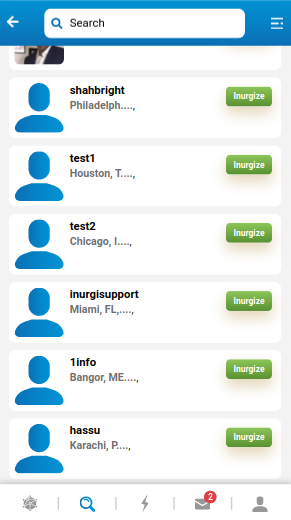 Search
shahbright
Philadelph....,
Inurgize
test1
Houston, T....,
Inurgize
test2
Chicago, I....,
Inurgize
inurgisupport
Miami, FL,....,
Inurgize
1info
Bangor, ME....,
Inurgize
hassu
Karachi, P....,
Inurgize
2